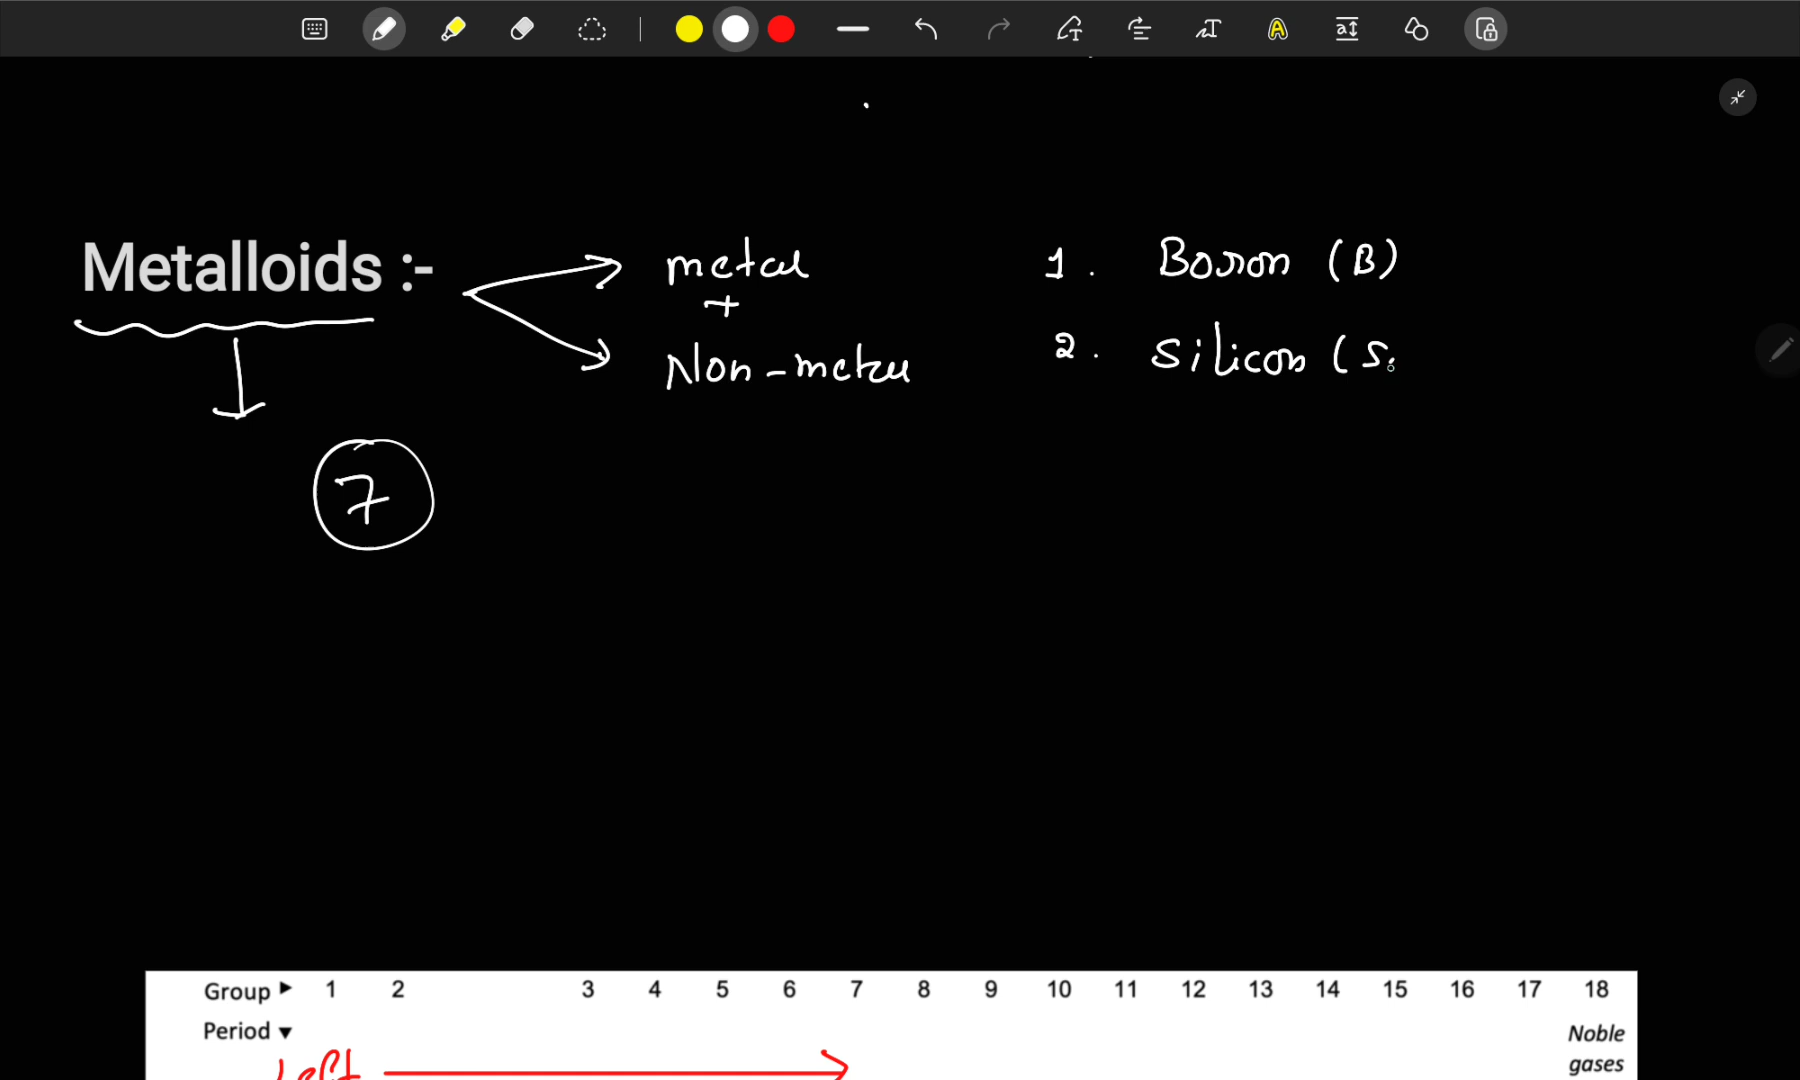 Metalloids :-
metal
+
Non-metal
1. Boron (B)
2. Silicon (Si
7
Group ▶ 1 2 3 4 5 6 7 8 9 10 11 12 13 14 15 16 17 18
Period ▼
Noble
gases
Left